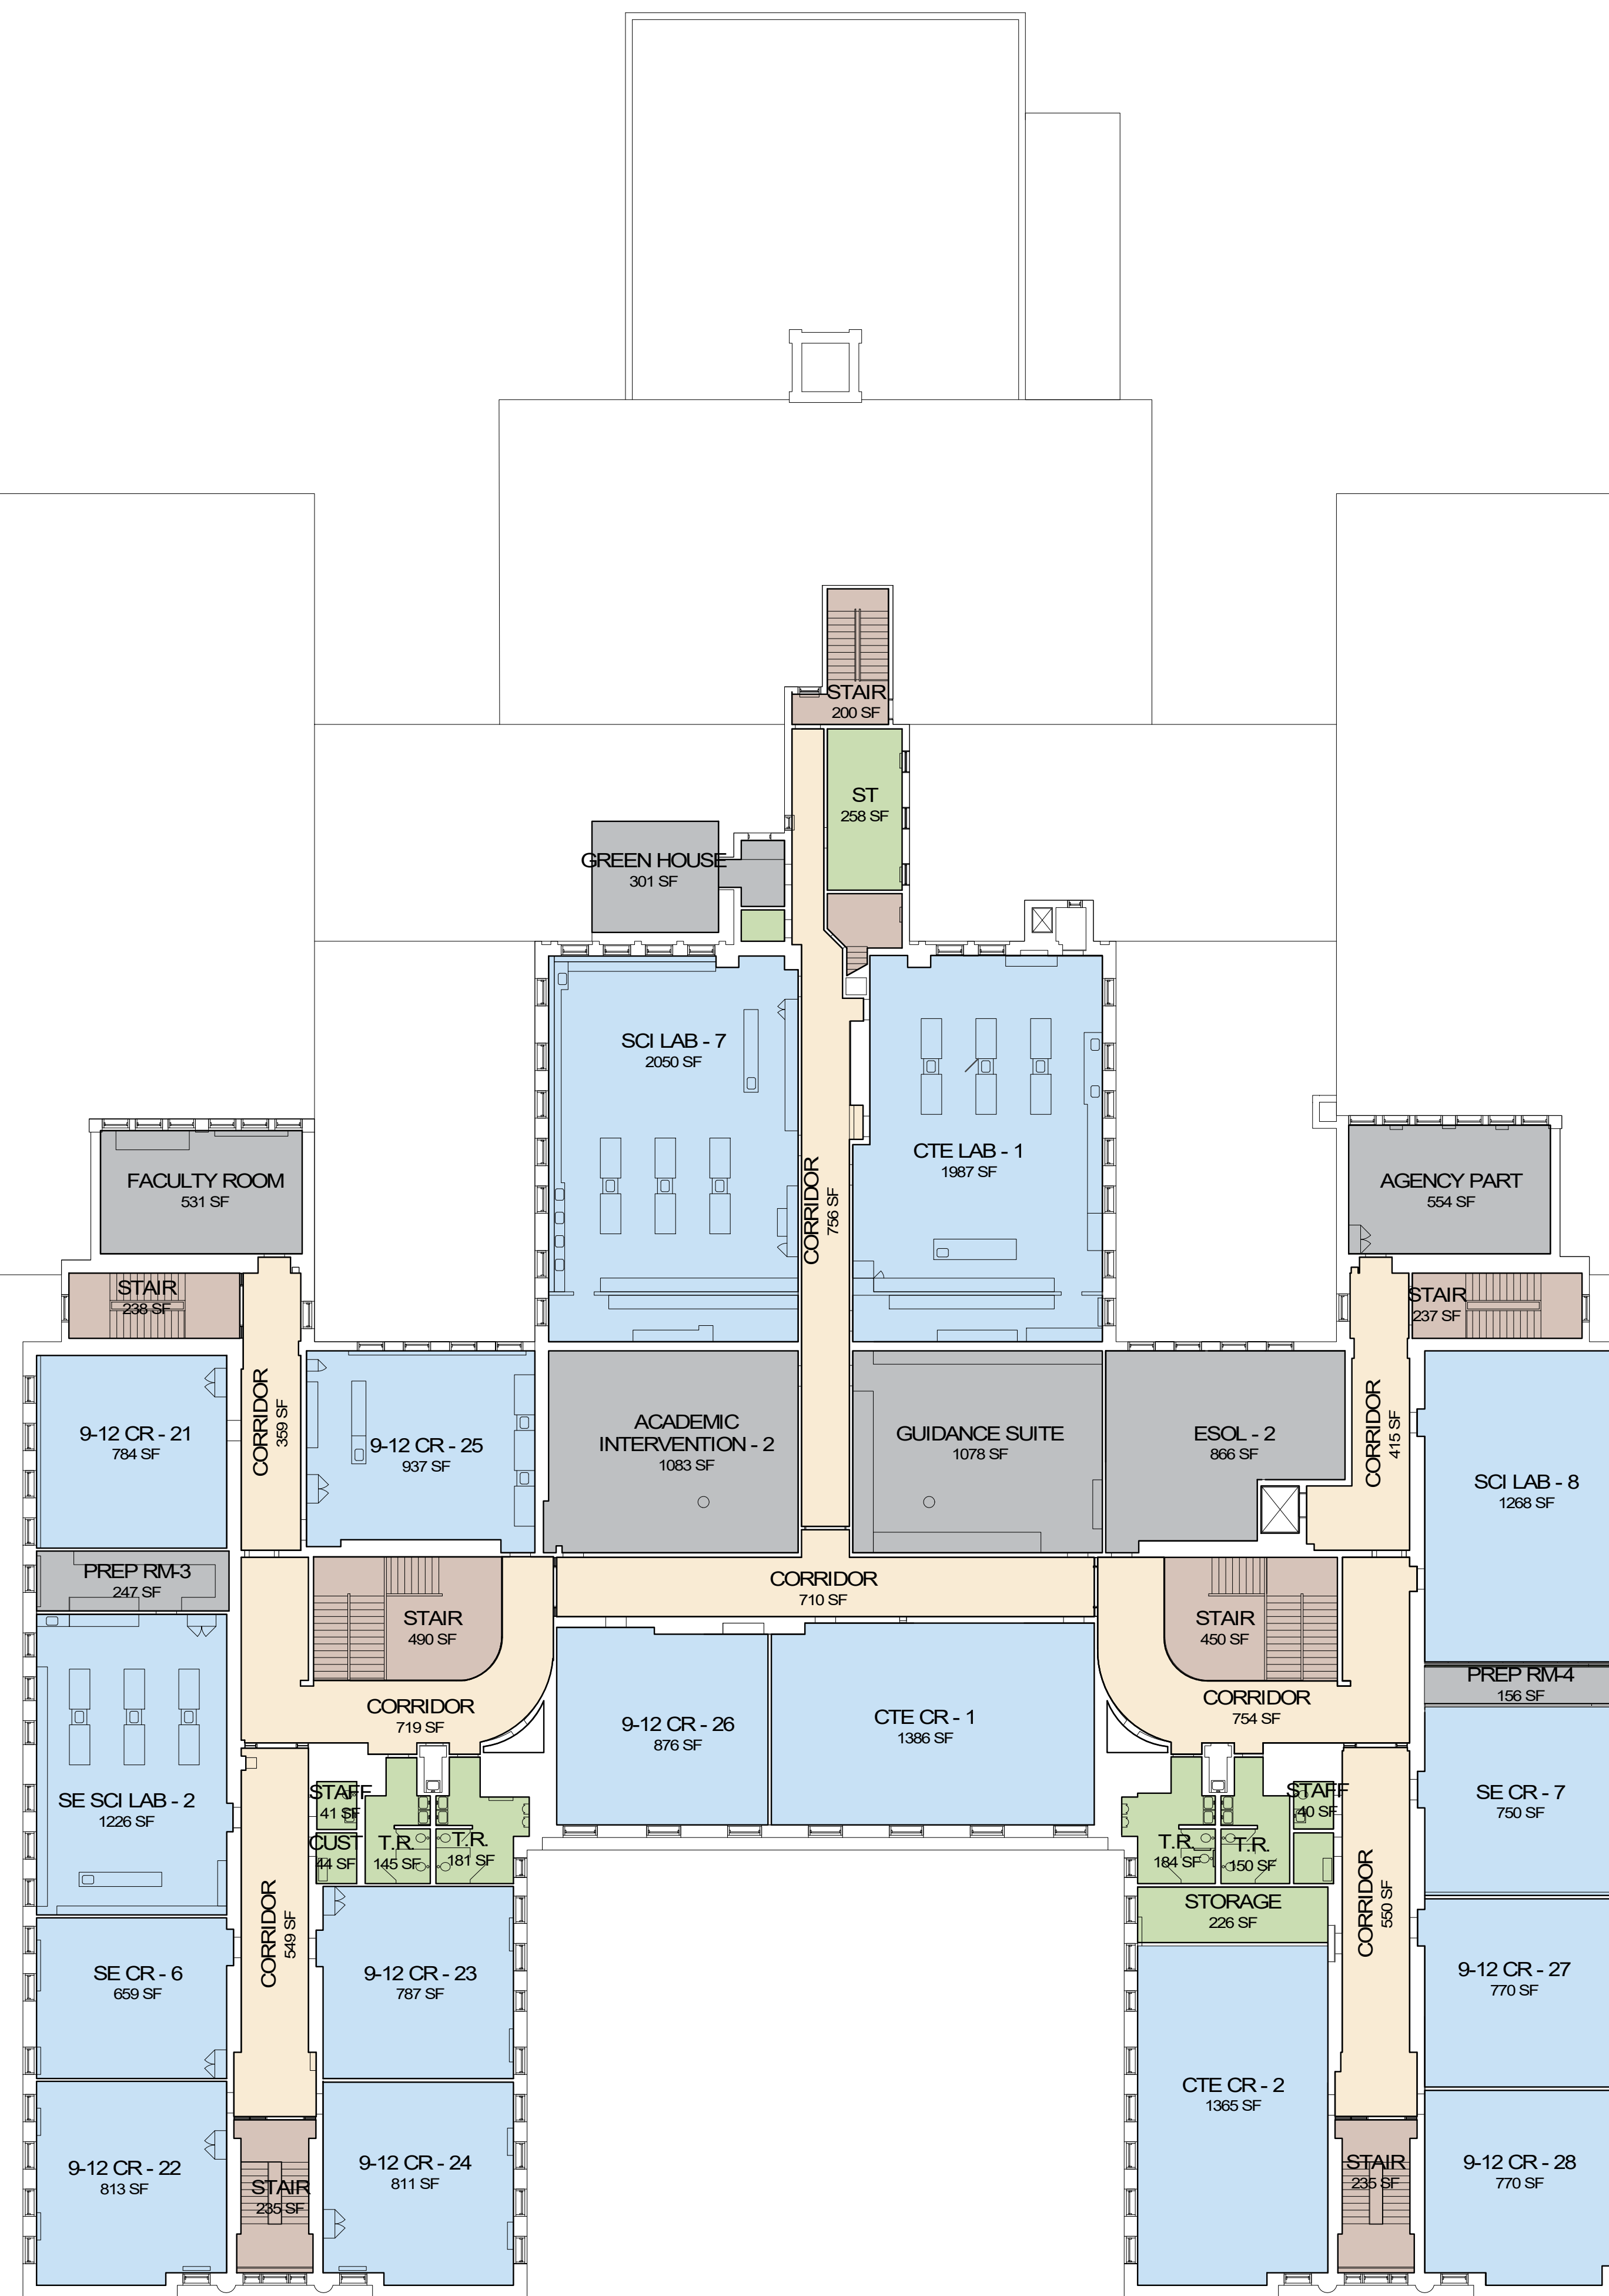 STAIR
200 SF
ST
258 SF
GREEN HOUSE
301 SF
SCI LAB - 7
2050 SF
CTE LAB - 1
1987 SF
CORRIDOR
756 SF
FACULTY ROOM
531 SF
AGENCY PART
554 SF
STAIR
238 SF
STAIR
237 SF
9-12 CR - 21
784 SF
CORRIDOR
359 SF
9-12 CR - 25
937 SF
ACADEMIC
INTERVENTION - 2
1083 SF
GUIDANCE SUITE
1078 SF
ESOL - 2
866 SF
CORRIDOR
415 SF
SCI LAB - 8
1268 SF
PREP RM-3
247 SF
STAIR
490 SF
CORRIDOR
710 SF
STAIR
450 SF
PREP RM-4
156 SF
CORRIDOR
719 SF
9-12 CR - 26
876 SF
CTE CR - 1
1386 SF
CORRIDOR
754 SF
SE SCI LAB - 2
1226 SF
STAFF
41 SF
CUST
44 SF
T.R.
145 SF
T.R.
181 SF
T.R.
184 SF
T.R.
150 SF
STAFF
40 SF
SE CR - 7
750 SF
STORAGE
226 SF
CORRIDOR
549 SF
CORRIDOR
550 SF
SE CR - 6
659 SF
9-12 CR - 23
787 SF
9-12 CR - 27
770 SF
CTE CR - 2
1365 SF
9-12 CR - 22
813 SF
STAIR
235 SF
9-12 CR - 24
811 SF
STAIR
235 SF
9-12 CR - 28
770 SF